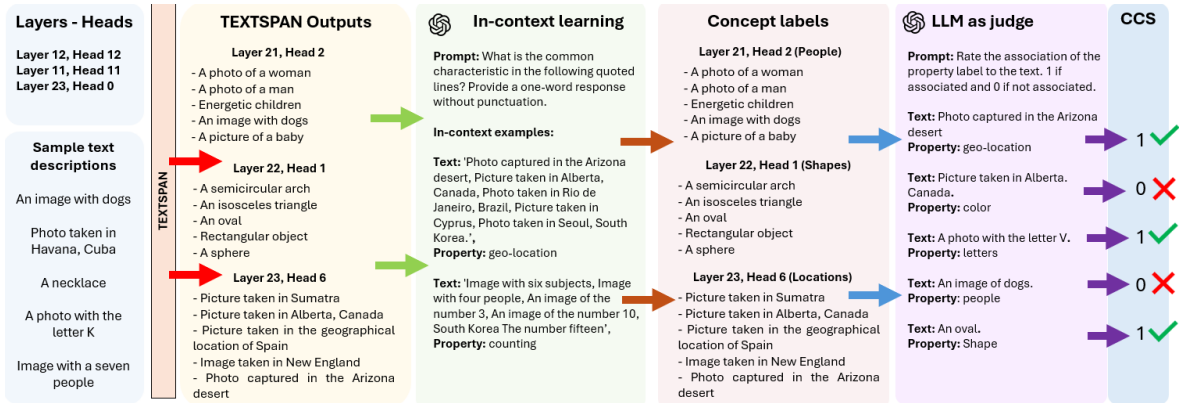 Layers - Heads
Layer 12, Head 12
Layer 11, Head 11
Layer 23, Head 0
Sample text
descriptions
An image with dogs
Photo taken in
Havana, Cuba
A necklace
A photo with the
letter K
Image with a seven
people
TEXTSPAN
TEXTSPAN Outputs
Layer 21, Head 2
- A photo of a woman
- A photo of a man
- Energetic children
- An image with dogs
- A picture of a baby
Layer 22, Head 1
- A semicircular arch
- An isosceles triangle
- An oval
- Rectangular object
- A sphere
Layer 23, Head 6
- Picture taken in Sumatra
- Picture taken in Alberta, Canada
- Picture taken in the geographical
location of Spain
- Image taken in New England
- Photo captured in the Arizona
desert
In-context learning
Prompt: What is the common
characteristic in the following quoted
lines? Provide a one-word response
without punctuation.
In-context examples:
Text: 'Photo captured in the Arizona
desert, Picture taken in Alberta,
Canada, Photo taken in Rio de
Janeiro, Brazil, Picture taken in
Cyprus, Photo taken in Seoul, South
Korea.',
Property: geo-location
Text: 'Image with six subjects, Image
with four people, An image of the
number 3, An image of the number 10,
South Korea The number fifteen',
Property: counting
Concept labels
Layer 21, Head 2 (People)
- A photo of a woman
- A photo of a man
- Energetic children
- An image with dogs
- A picture of a baby
Layer 22, Head 1 (Shapes)
- A semicircular arch
- An isosceles triangle
- An oval
- Rectangular object
- A sphere
Layer 23, Head 6 (Locations)
- Picture taken in Sumatra
- Picture taken in Alberta, Canada
- Picture taken in the geographical
location of Spain
- Image taken in New England
- Photo captured in the Arizona
desert
LLM as judge
Prompt: Rate the association of the
property label to the text. 1 if
associated and 0 if not associated.
Text: Photo captured in the Arizona
desert
Property: geo-location
Text: Picture taken in Alberta.
Canada.
Property: color
Text: A photo with the letter V.
Property: letters
Text: An image of dogs.
Property: people
Text: An oval.
Property: Shape
CCS
1
0
1
0
1